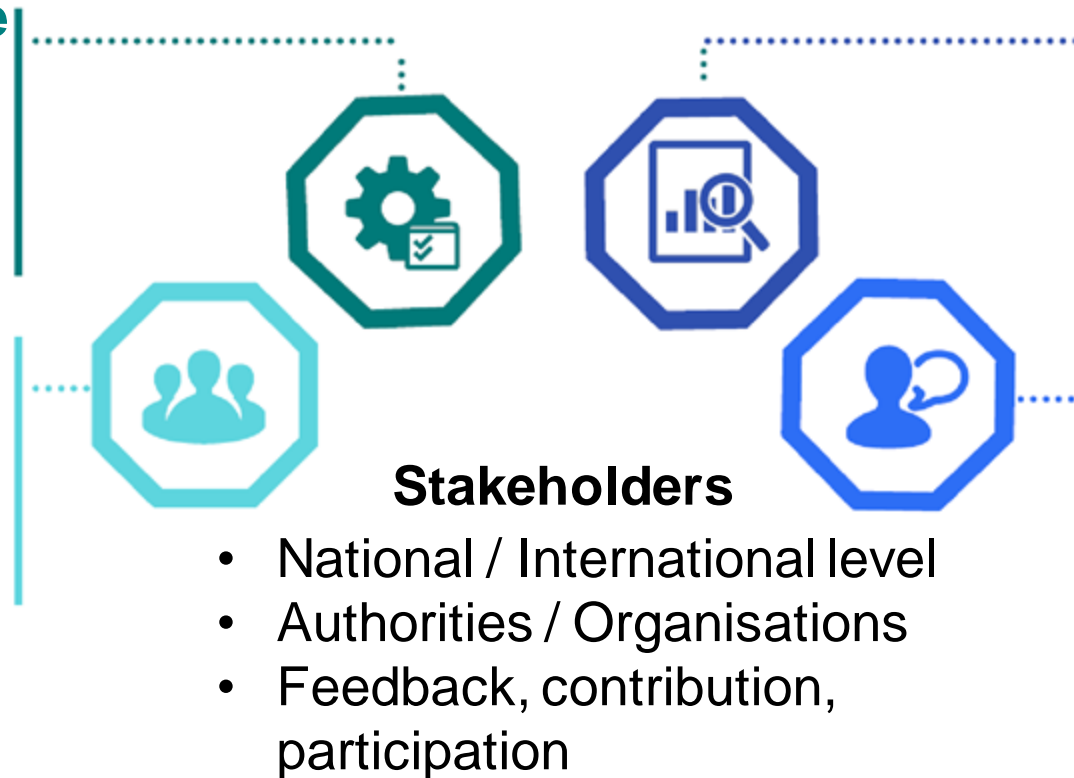 e
Stakeholders
• National / International level
• Authorities / Organisations
• Feedback, contribution,
participation